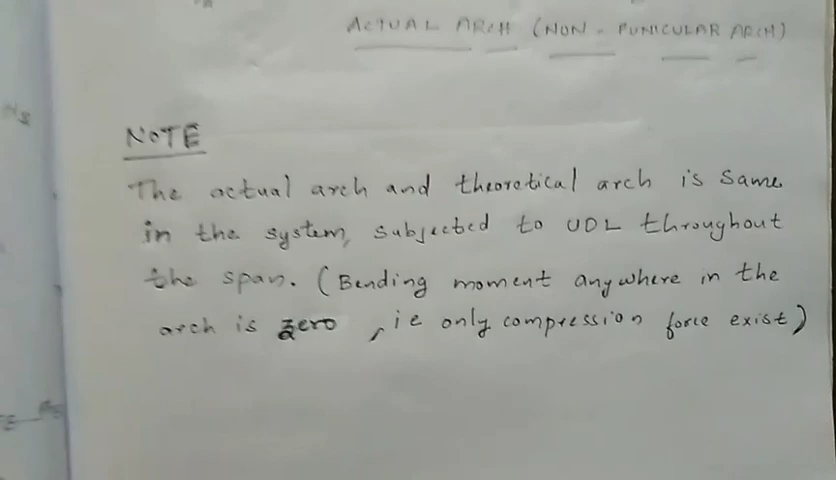 ACTUAL ARCH (NON - FUNICULAR ARCH)
NOTE
The actual arch and theorotical arch is same
in the system, subjected to UDL throughout
the span. (Bending moment anywhere in the
arch is zero, ie only compression force exist)